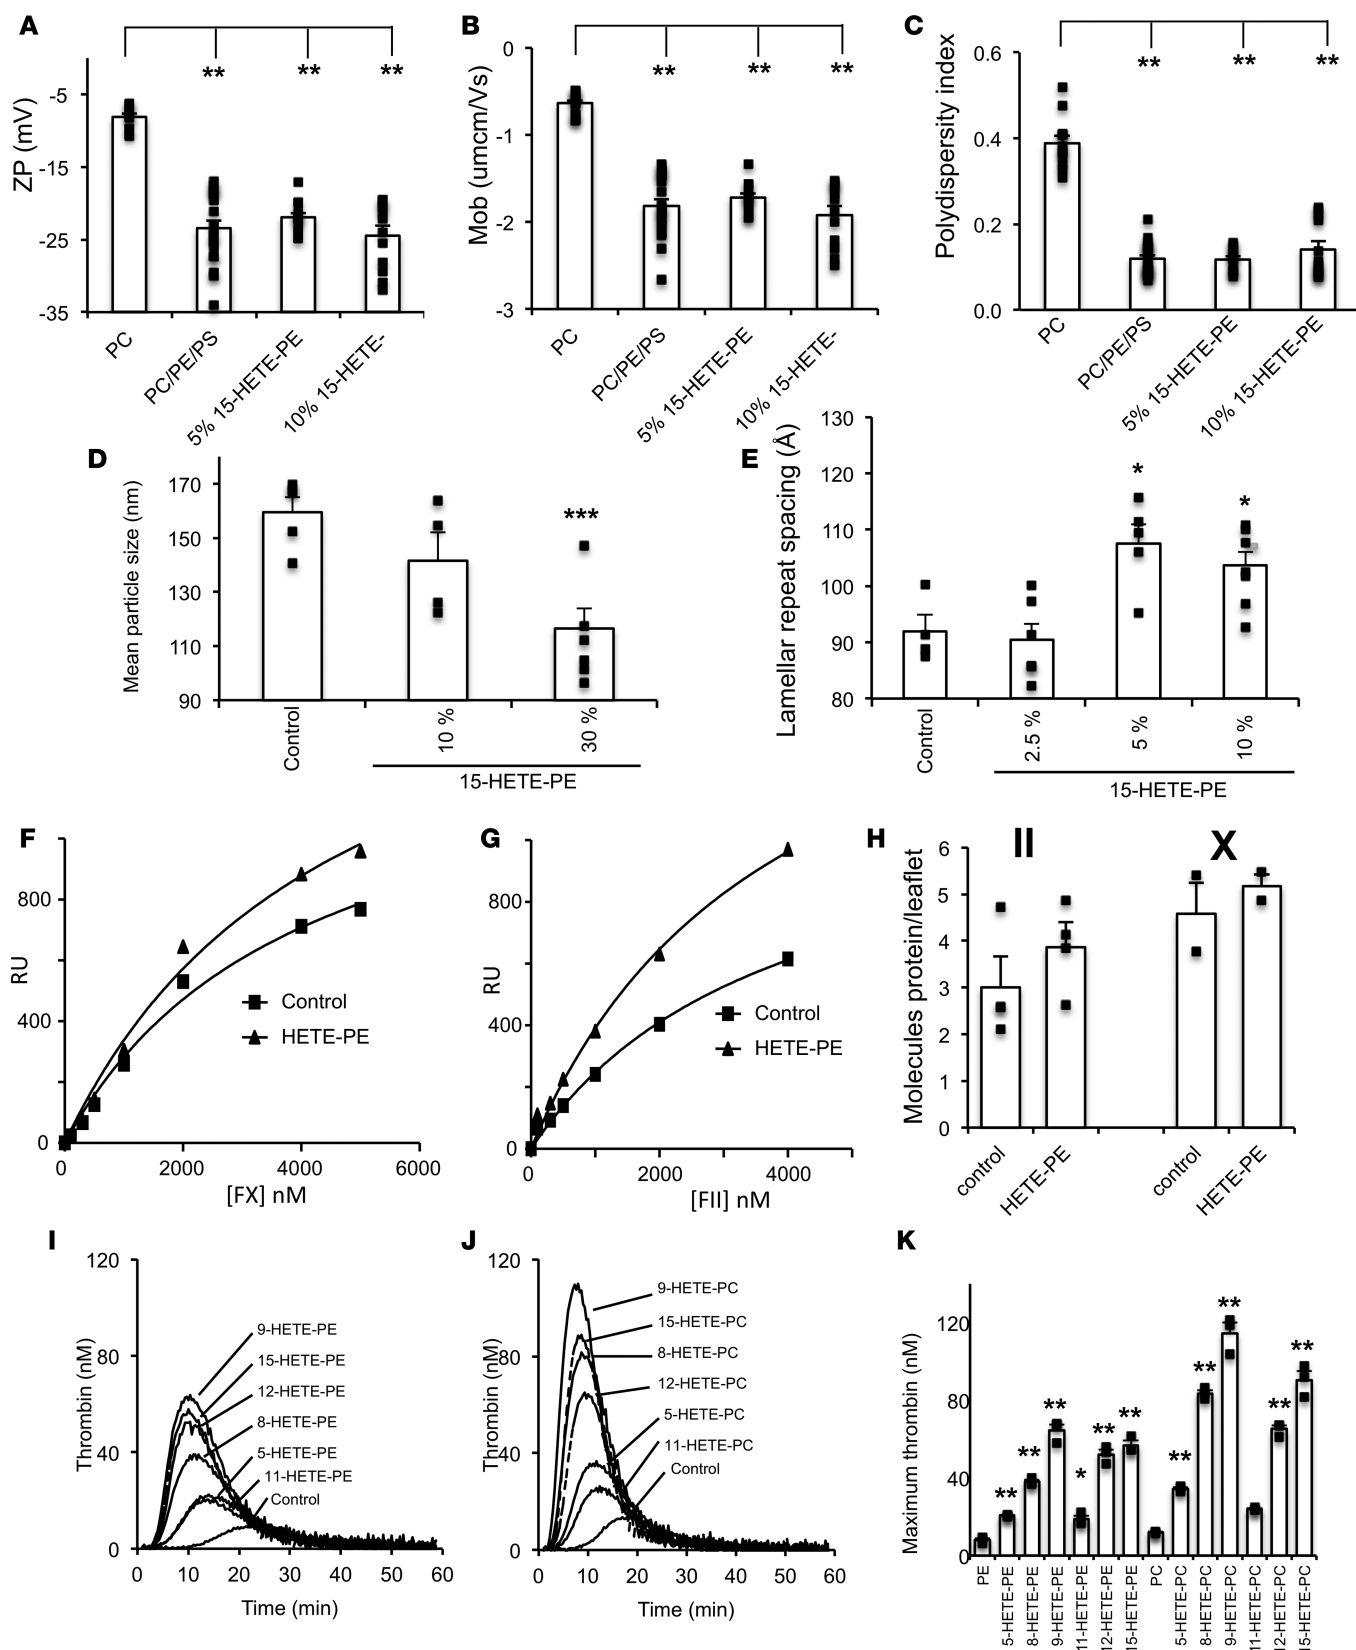 A
ZP (mV)
-5
-15
-25
-35
**
**
**
PC
PC/PE/PS
5% 15-HETE-PE
10% 15-HETE-
B
Mob (umcm/Vs)
0
-1
-2
-3
**
**
**
PC
PC/PE/PS
5% 15-HETE-PE
10% 15-HETE-
C
Polydispersity index
0.6
0.4
0.2
0.0
**
**
**
PC
PC/PE/PS
5% 15-HETE-PE
10% 15-HETE-PE
D
Mean particle size (nm)
170
150
130
110
90
***
Control
10 %
30 %
15-HETE-PE
E
Lamellar repeat spacing (Å)
130
120
110
100
90
80
*
*
Control
2.5 %
5 %
10 %
15-HETE-PE
F
RU
800
400
0
Control
HETE-PE
0
2000
4000
6000
[FX] nM
G
RU
800
400
0
Control
HETE-PE
0
2000
4000
[FII] nM
H
Molecules protein/leaflet
6
5
4
3
2
1
0
II
X
control
HETE-PE
control
HETE-PE
I
Thrombin (nM)
120
80
40
0
9-HETE-PE
15-HETE-PE
12-HETE-PE
8-HETE-PE
5-HETE-PE
11-HETE-PE
Control
0 10 20 30 40 50 60
Time (min)
J
Thrombin (nM)
120
80
40
0
9-HETE-PC
15-HETE-PC
8-HETE-PC
12-HETE-PC
5-HETE-PC
11-HETE-PC
Control
0 10 20 30 40 50 60
Time (min)
K
Maximum thrombin (nM)
120
80
40
0
**
**
**
*
**
**
**
**
**
**
**
PE
5-HETE-PE
8-HETE-PE
9-HETE-PE
11-HETE-PE
12-HETE-PE
15-HETE-PE
PC
5-HETE-PC
8-HETE-PC
9-HETE-PC
11-HETE-PC
12-HETE-PC
15-HETE-PC